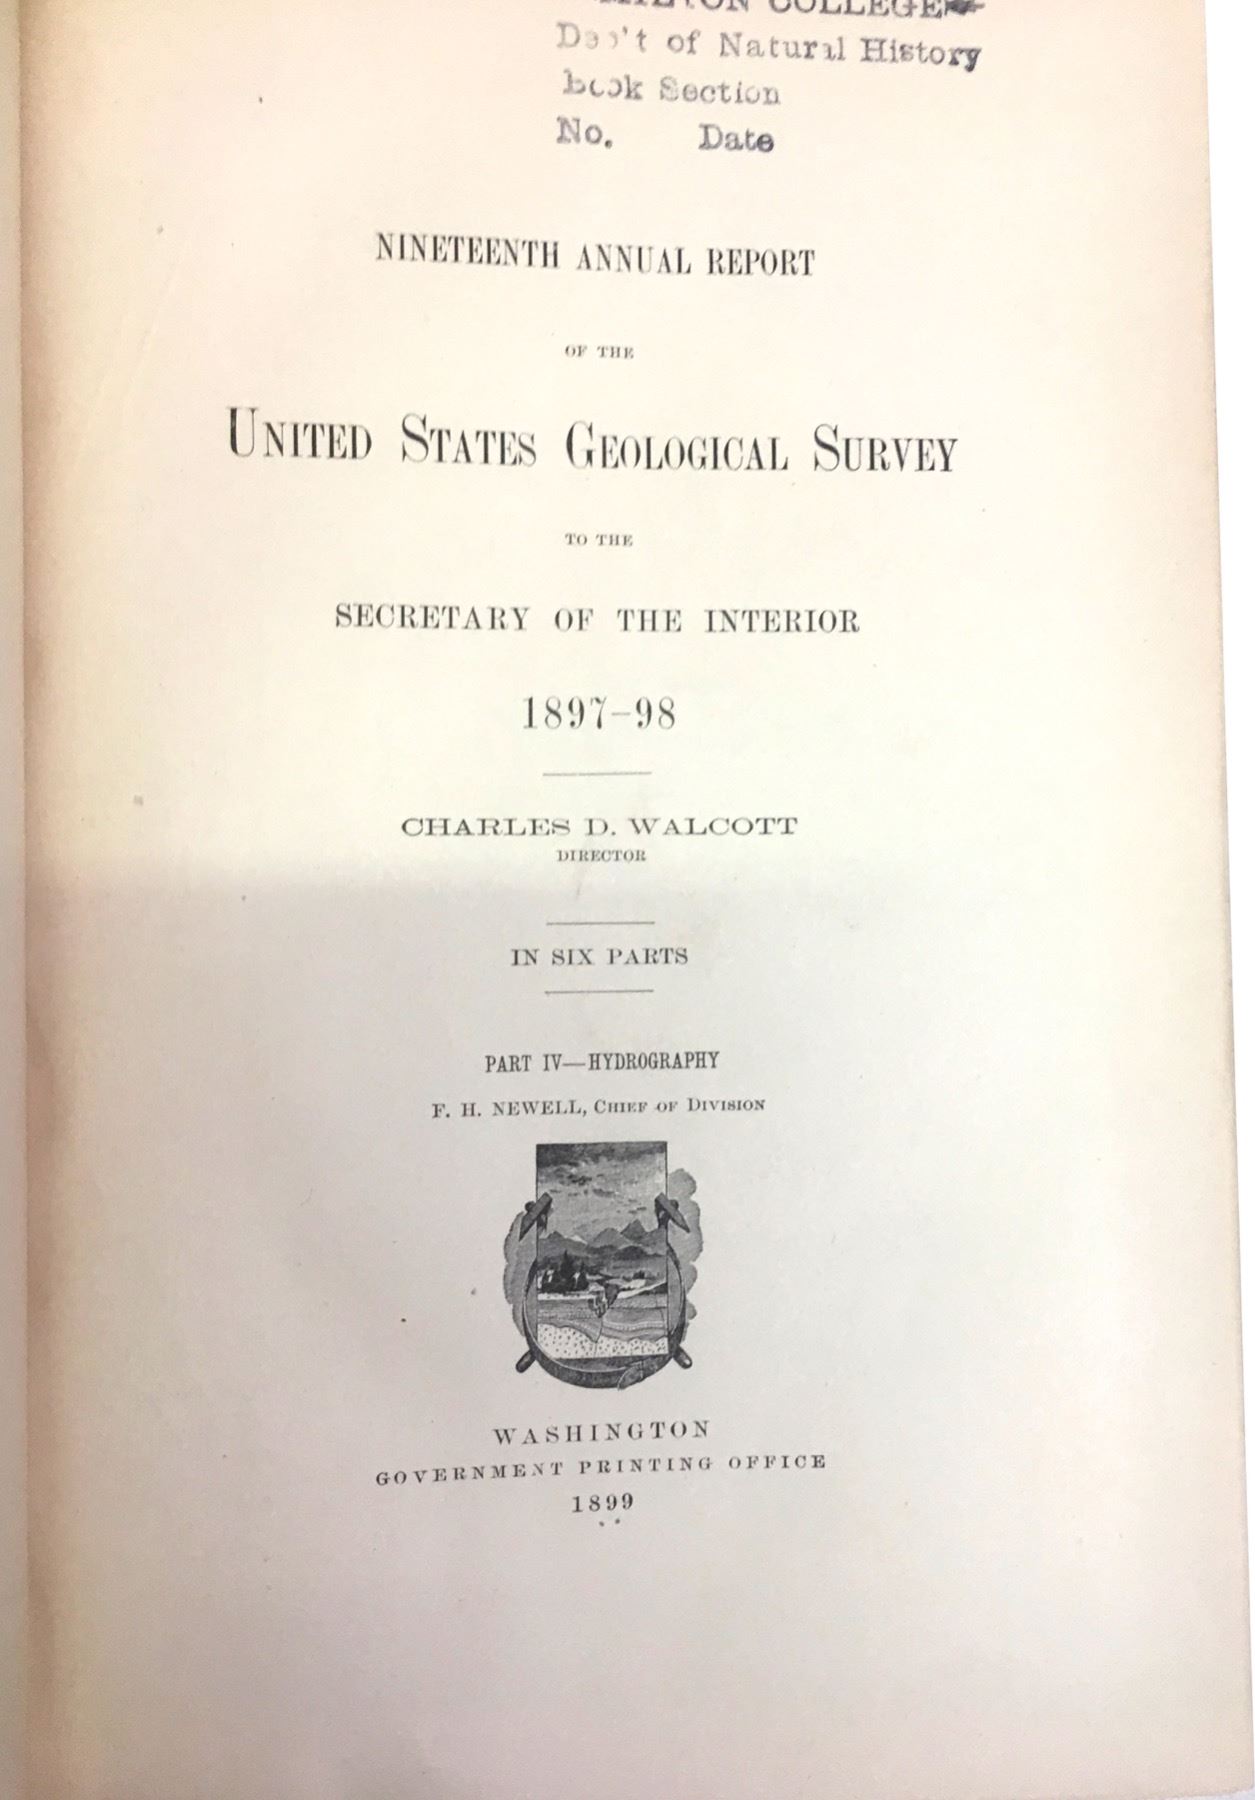 COLLEGE
Dep't of Natural History
Book Section
No. Date
NINETEENTH ANNUAL REPORT
OF THE
UNITED STATES GEOLOGICAL SURVEY
TO THE
SECRETARY OF THE INTERIOR
1897–98
CHARLES D. WALCOTT
DIRECTOR
IN SIX PARTS
PART IV—HYDROGRAPHY
F. H. NEWELL, CHIEF OF DIVISION
WASHINGTON
GOVERNMENT PRINTING OFFICE
1899